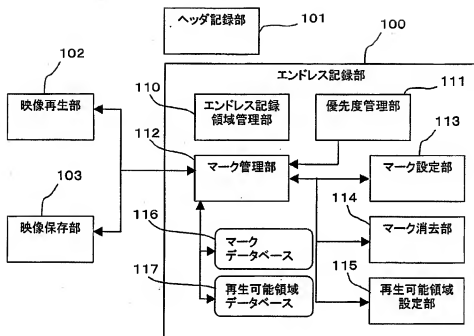 ヘッダ記録部
101
100
102
エンドレス記録部
映像再生部
110
エンドレス記録
領域管理部
111
優先度管理部
112
マーク管理部
113
マーク設定部
103
映像保存部
114
マーク消去部
116
マーク
データベース
115
再生可能領域
設定部
117
再生可能領域
データベース